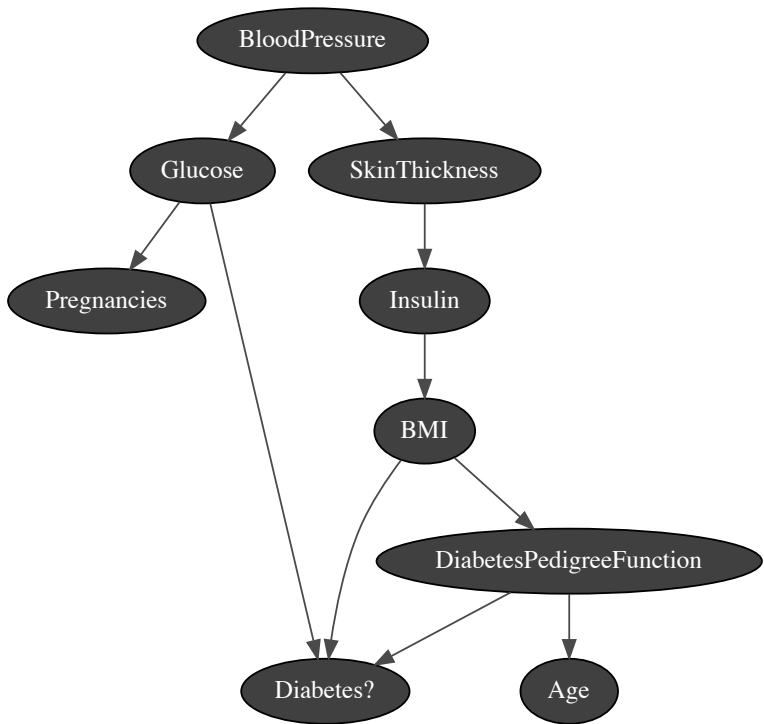 BloodPressure
Glucose
SkinThickness
Pregnancies
Insulin
BMI
DiabetesPedigreeFunction
Diabetes?
Age